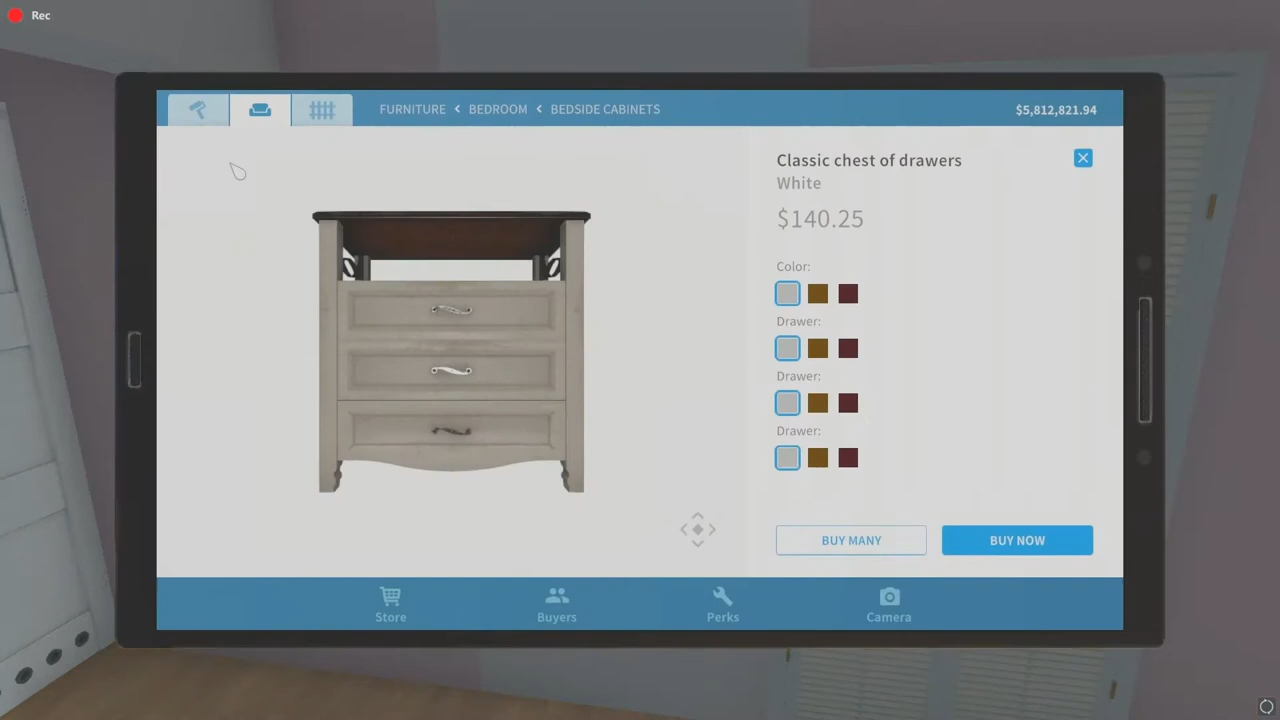 Rec
FURNITURE < BEDROOM < BEDSIDE CABINETS
$5,812,821.94
Classic chest of drawers
White
$140.25
Color:
Drawer:
Drawer:
Drawer:
BUY MANY
BUY NOW
Store
Buyers
Perks
Camera